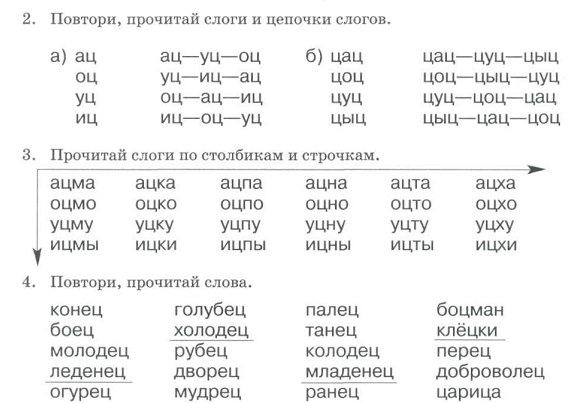 2. Повтори, прочитай слоги и цепочки слогов.
а) ац ац—уц—оц б) цац цац—цуц—цыц
оц уц—иц—ац цоц цоц—цыц—цуц
уц оц—ац—иц цуц цуц—цоц—цац
иц иц—оц—уц цыц цыц—цац—цоц
3. Прочитай слоги по столбикам и строчкам.
ацма ацка ацпа ацна ацта ацха
оцмо оцко оцпо оцно оцто оцхо
уцму уцку уцпу уцну уцту уцху
ицмы ицки ицпы ицны ицты ицхи
4. Повтори, прочитай слова.
конец голубец палец боцман
боец холодец танец клёцки
молодец рубец колодец перец
леденец дворец младенец доброволец
огурец мудрец ранец царица